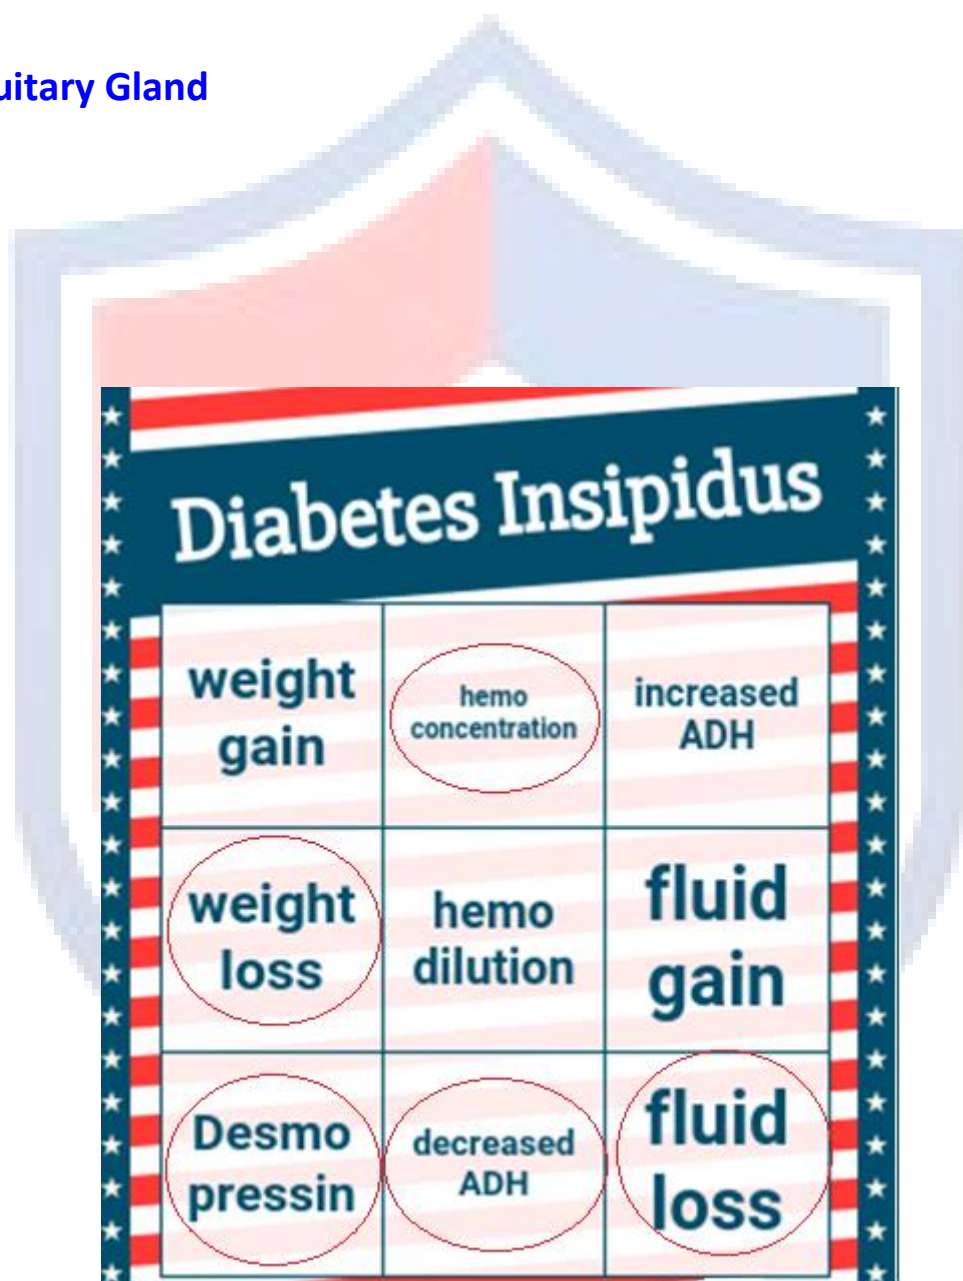 uitary Gland
Diabetes Insipidus
weight
gain
hemo
concentration
increased
ADH
weight
loss
hemo
dilution
fluid
gain
Desmo
pressin
decreased
ADH
fluid
loss